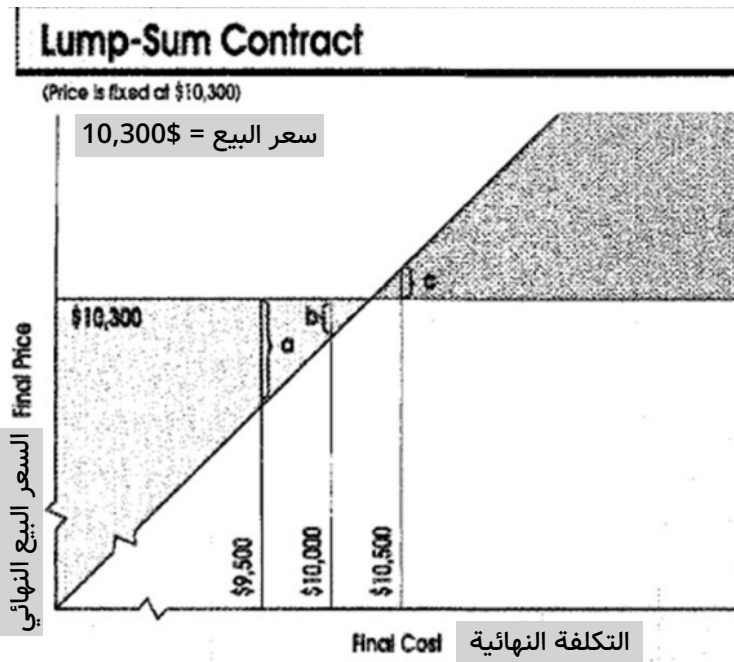 Lump-Sum Contract
(Price is fixed at $10,300)
سعر البيع = $10,300
$10,300
a
b
c
Final Price
السعر البيع النهائي
$9,500
$10,000
$10,500
Final Cost
التكلفة النهائية